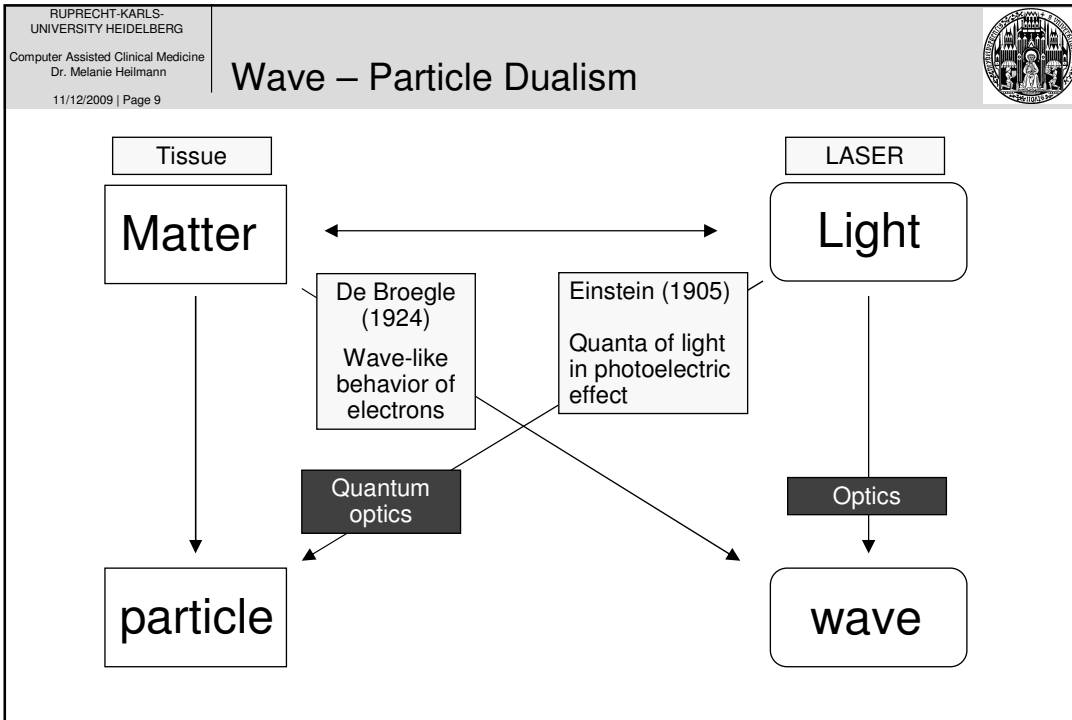 RUPRECHT-KARLS-
UNIVERSITY HEIDELBERG
Computer Assisted Clinical Medicine
Dr. Melanie Heilmann
11/12/2009 | Page 9
Wave – Particle Dualism
Tissue
LASER
Matter
Light
De Broegle
(1924)
Wave-like
behavior of
electrons
Einstein (1905)
Quanta of light
in photoelectric
effect
Quantum
optics
Optics
particle
wave